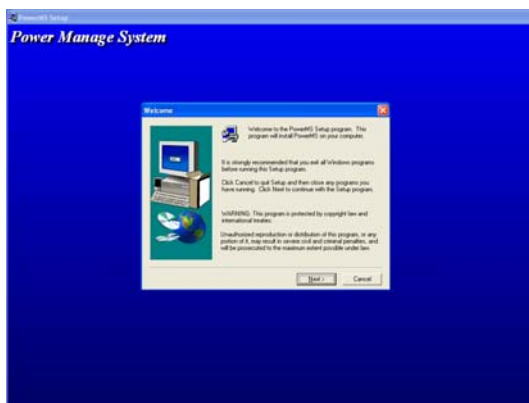 PowerMS Setup
Power Manage System
Welcome
Welcome to the PowerMS Setup program. This
program will install PowerMS on your computer.
It is strongly recommended that you exit all Windows programs
before running this Setup program.
Click Cancel to quit Setup and then close any programs you
have running. Click Next to continue with the Setup program.
WARNING: This program is protected by copyright law and
international treaties.
Unauthorized reproduction or distribution of this program, or any
portion of it, may result in severe civil and criminal penalties, and
will be prosecuted to the maximum extent possible under law.
Next >
Cancel